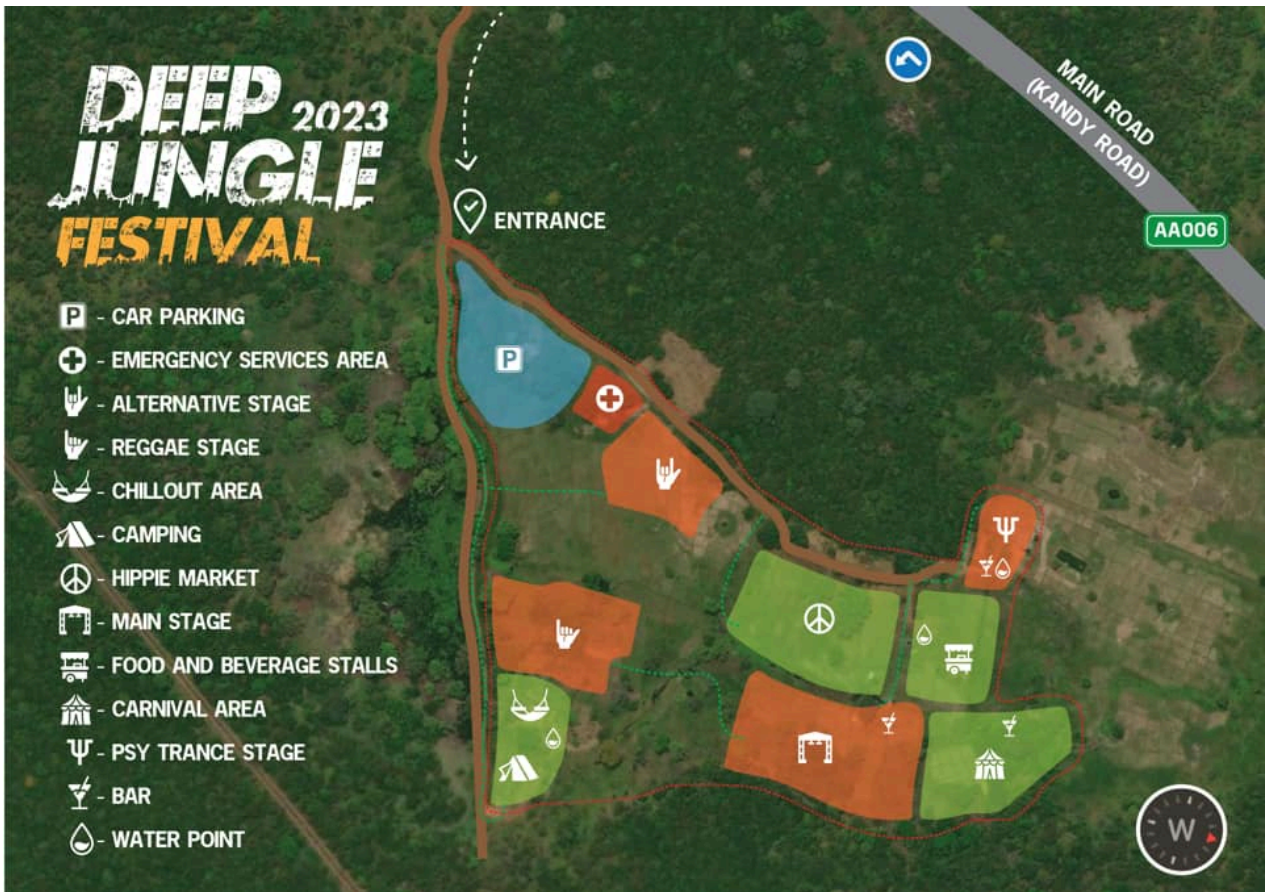 DEEP 2023
JUNGLE
FESTIVAL
P - CAR PARKING
- EMERGENCY SERVICES AREA
- ALTERNATIVE STAGE
- REGGAE STAGE
- CHILLOUT AREA
- CAMPING
- HIPPIE MARKET
- MAIN STAGE
- FOOD AND BEVERAGE STALLS
- CARNIVAL AREA
- PSY TRANCE STAGE
- BAR
- WATER POINT
ENTRANCE
MAIN ROAD
(KANDY ROAD)
AA006
P
W